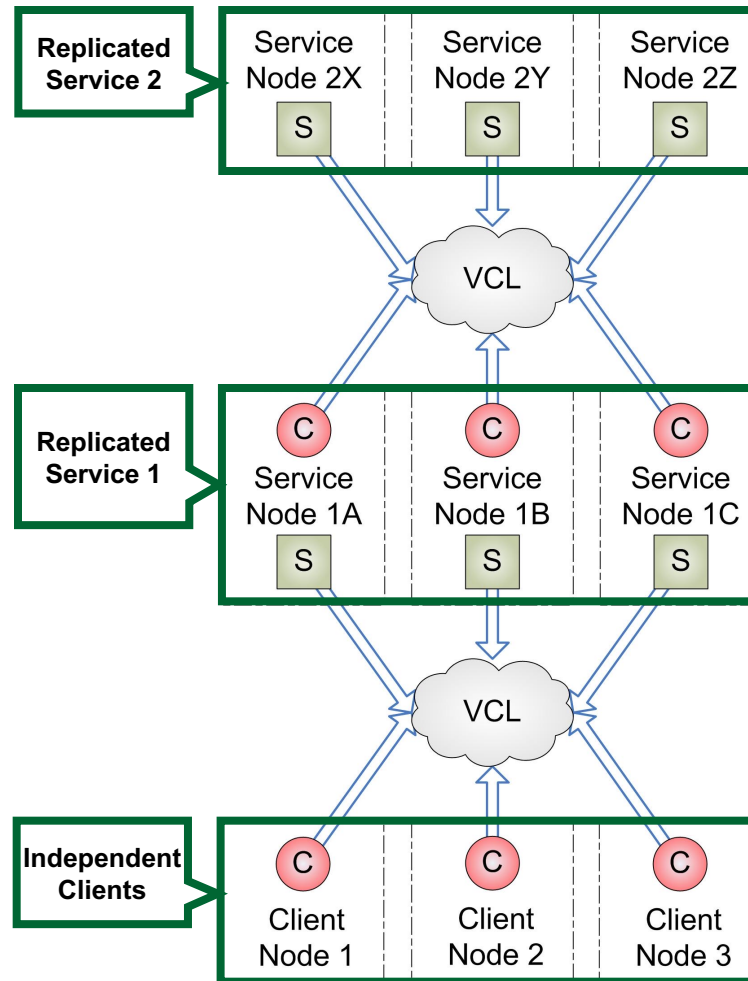 Replicated
Service 2
Service
Node 2X
Service
Node 2Y
Service
Node 2Z
S
S
S
VCL
Replicated
Service 1
C
C
C
Service
Node 1A
Service
Node 1B
Service
Node 1C
S
S
S
VCL
Independent
Clients
C
C
C
Client
Node 1
Client
Node 2
Client
Node 3